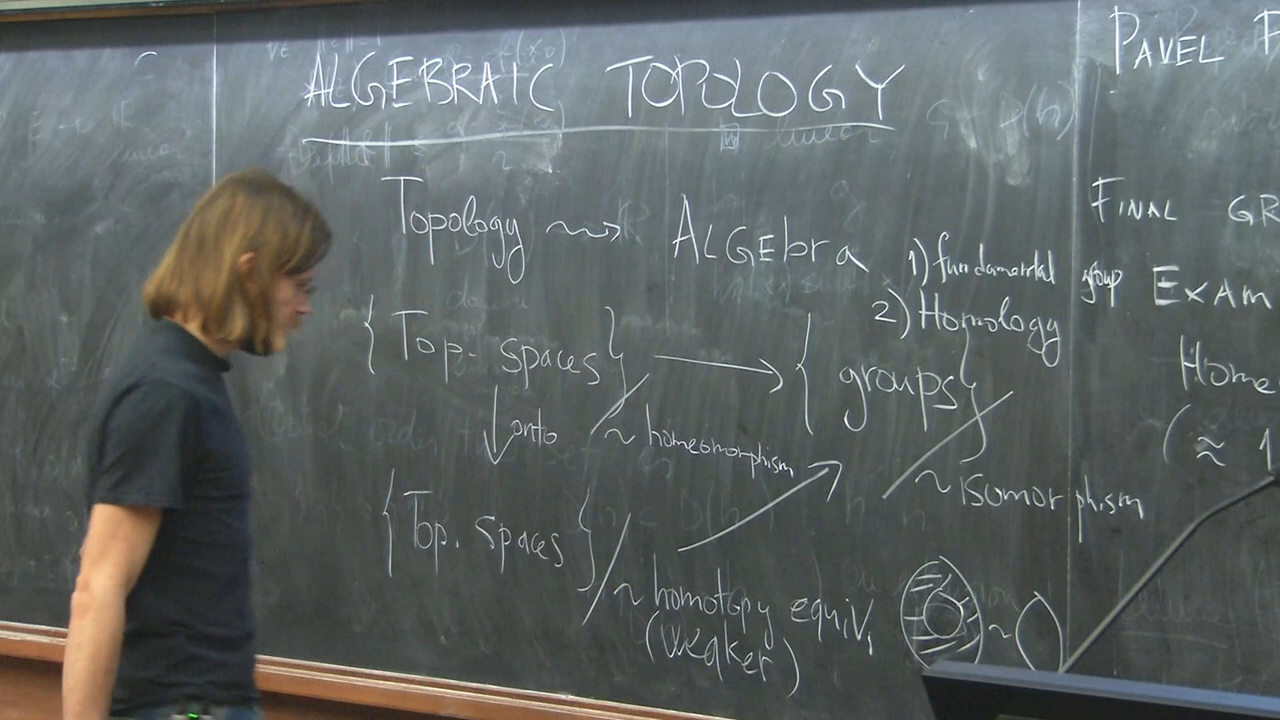 ALGEBRAIC TOPOLOGY
Topology ⇝ ALGebra
1) fundamental group
2) Homology
{ Top. spaces } / ~ homeomorphism → { groups } / ~ isomorphism
↓ onto
{ Top. Spaces } / ~ homotopy equiv. ↗
(weaker)
~
PAVEL
FINAL GR
EXAM
Home
( ≈ 1